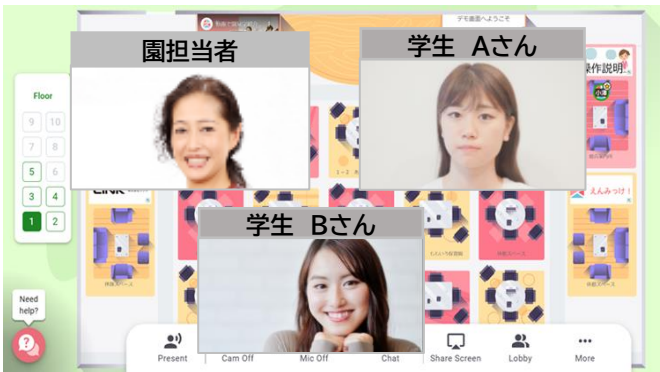 デモ画面へようこそ
園担当者
学生 Aさん
操作説明
Floor
9 10
7 8
5 6
3 4
1 2
えんみっけ!
学生 Bさん
Need
help?
?
Present
Cam Off
Mic Off
Chat
Share Screen
Lobby
More